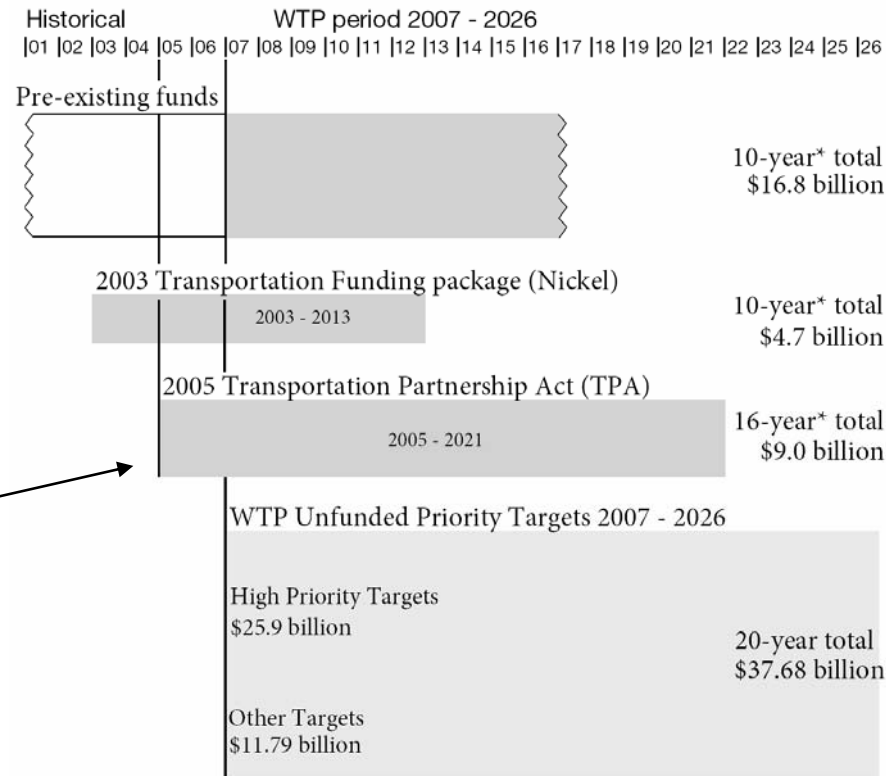 Historical WTP period 2007 - 2026
|01 |02 |03 |04 |05 |06 |07 |08 |09 |10 |11 |12 |13 |14 |15 |16 |17 |18 |19 |20 |21 |22 |23 |24 |25 |26
Pre-existing funds
10-year* total
$16.8 billion
2003 Transportation Funding package (Nickel)
2003 - 2013
10-year* total
$4.7 billion
2005 Transportation Partnership Act (TPA)
2005 - 2021
16-year* total
$9.0 billion
WTP Unfunded Priority Targets 2007 - 2026
High Priority Targets
$25.9 billion
20-year total
$37.68 billion
Other Targets
$11.79 billion